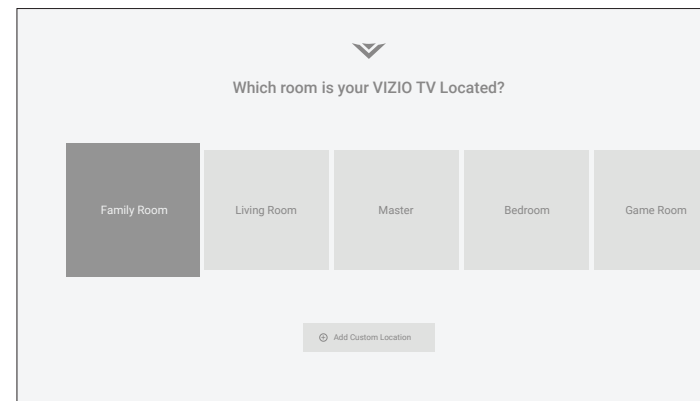 Which room is your VIZIO TV Located?
Family Room
Living Room
Master
Bedroom
Game Room
Add Custom Location